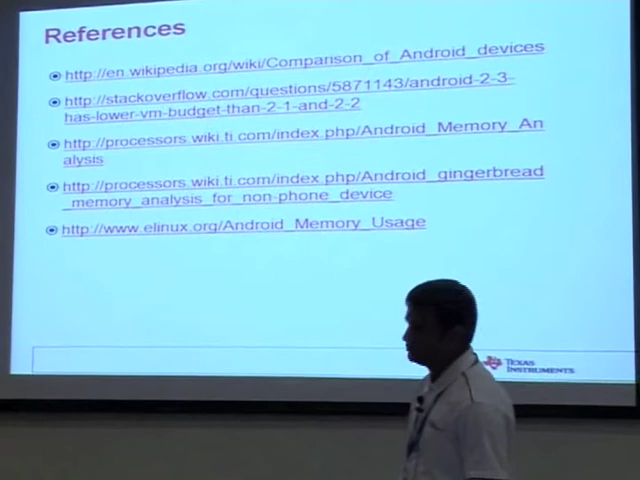 References
http://en.wikipedia.org/wiki/Comparison_of_Android_devices
http://stackoverflow.com/questions/5871143/android-2-3-
has-lower-vm-budget-than-2-1-and-2-2
http://processors.wiki.ti.com/index.php/Android_Memory_An
alysis
http://processors.wiki.ti.com/index.php/Android_gingerbread
_memory_analysis_for_non-phone_device
http://www.elinux.org/Android_Memory_Usage
TEXAS
INSTRUMENTS